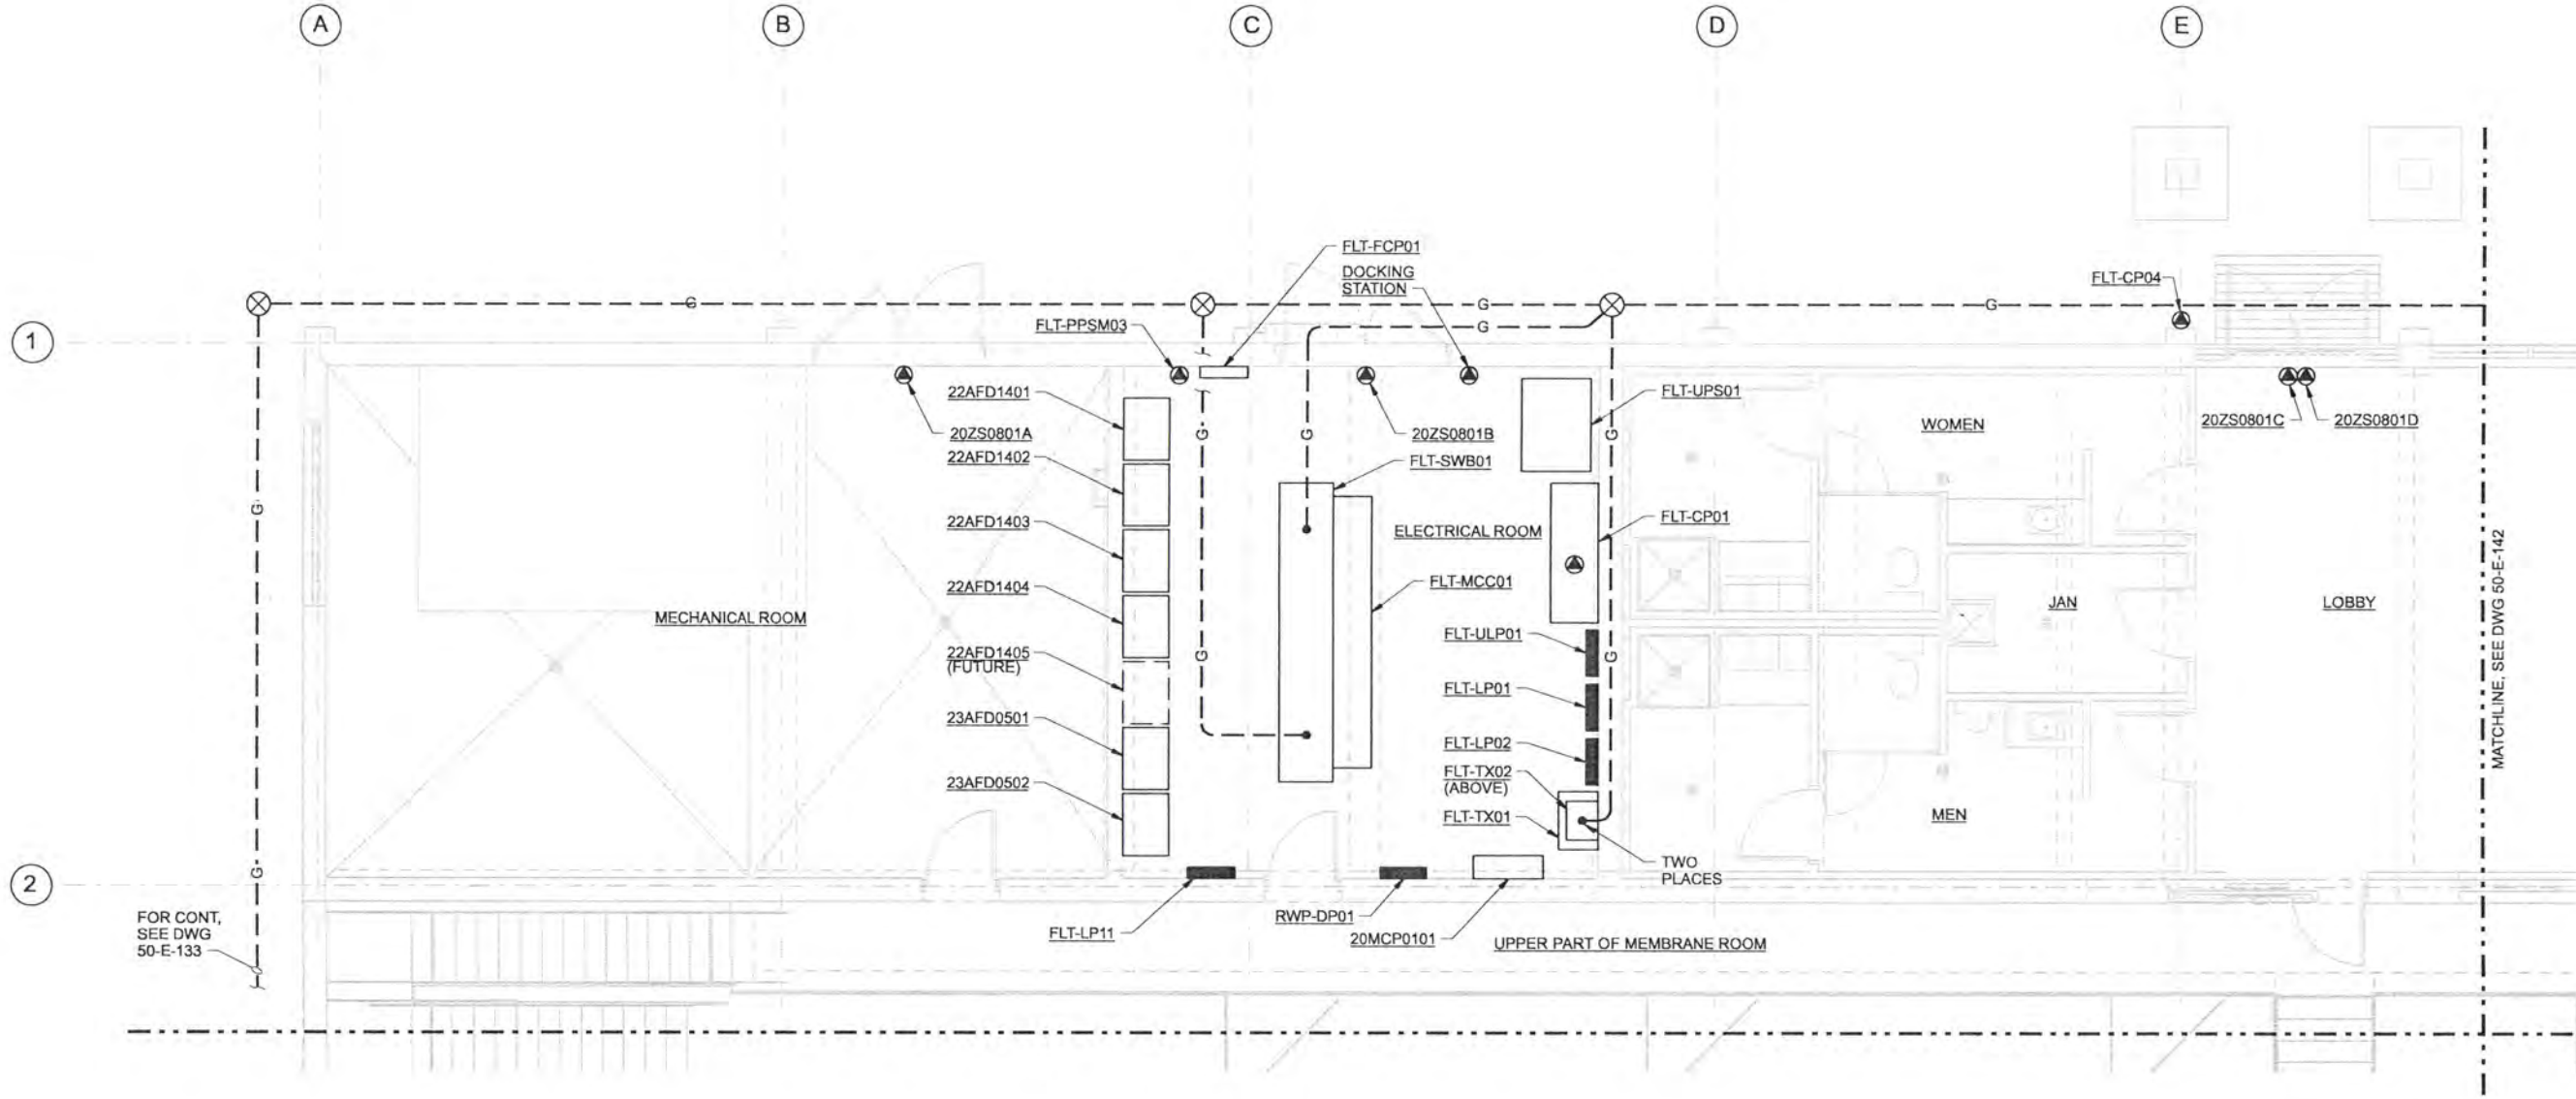 A
B
C
D
E
FLT-FCP01
DOCKING
STATION
FLT-CP04
G
G
G
G
FLT-PPSM03
1
22AFD1401
FLT-UPS01
20ZS0801A
20ZS0801B
WOMEN
20ZS0801C
20ZS0801D
G
G
G
22AFD1402
FLT-SWB01
G
22AFD1403
ELECTRICAL ROOM
FLT-CP01
MATCHLINE, SEE DWG 50-E-142
22AFD1404
FLT-MCC01
MECHANICAL ROOM
JAN
LOBBY
FLT-ULP01
22AFD1405
(FUTURE)
G
G
FLT-LP01
23AFD0501
FLT-LP02
23AFD0502
FLT-TX02
(ABOVE)
FLT-TX01
MEN
G
TWO
PLACES
2
FOR CONT,
SEE DWG
50-E-133
FLT-LP11
RWP-DP01
20MCP0101
UPPER PART OF MEMBRANE ROOM